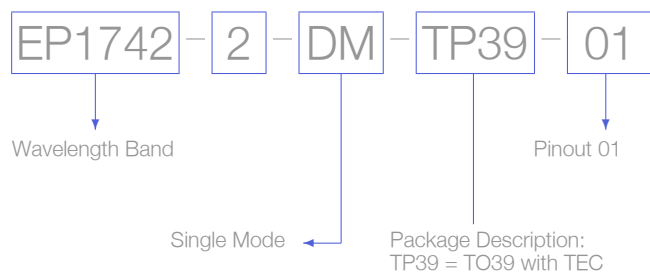 EP1742 - 2 - DM - TP39 - 01
Wavelength Band
Pinout 01
Single Mode
Package Description:
TP39 = TO39 with TEC